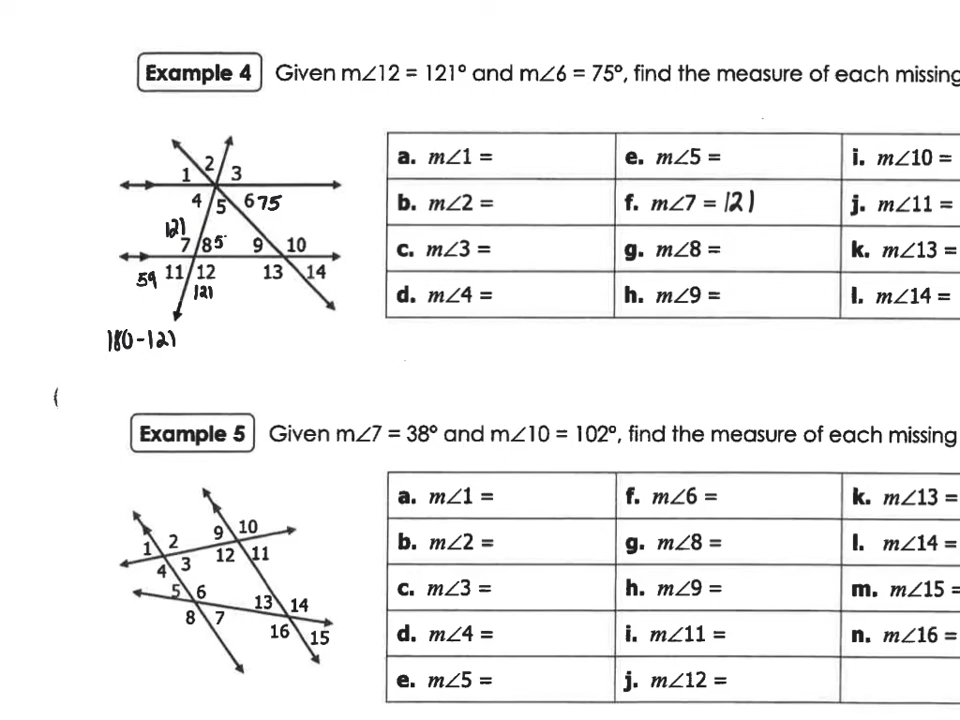 Example 4 Given m∠12 = 121° and m∠6 = 75°, find the measure of each missing
a. m∠1 = e. m∠5 = i. m∠10 =
b. m∠2 = f. m∠7 = 121 j. m∠11 =
c. m∠3 = g. m∠8 = k. m∠13 =
d. m∠4 = h. m∠9 = l. m∠14 =
2
1 3
4 5 6 75
121
7 8 5 9 10
59 11 12 13 14
121
180-121
Example 5 Given m∠7 = 38° and m∠10 = 102°, find the measure of each missing
a. m∠1 = f. m∠6 = k. m∠13 =
b. m∠2 = g. m∠8 = l. m∠14 =
c. m∠3 = h. m∠9 = m. m∠15 =
d. m∠4 = i. m∠11 = n. m∠16 =
e. m∠5 = j. m∠12 =
9 10
1 2 12 11
4 3
5 6 13 14
8 7 16 15